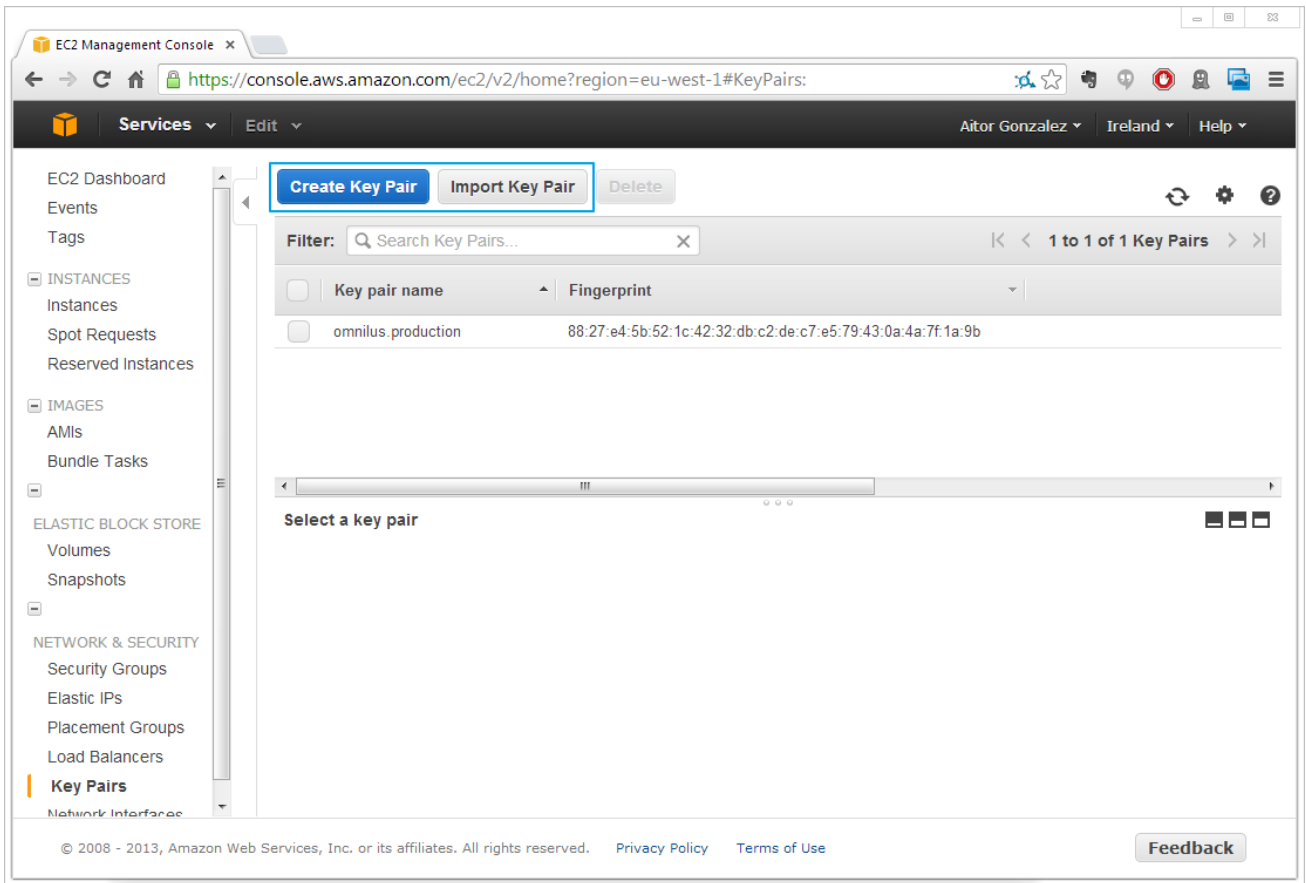 EC2 Management Console
https://console.aws.amazon.com/ec2/v2/home?region=eu-west-1#KeyPairs:
Services Edit Aitor Gonzalez Ireland Help
EC2 Dashboard
Events
Tags
INSTANCES
Instances
Spot Requests
Reserved Instances
IMAGES
AMIs
Bundle Tasks
ELASTIC BLOCK STORE
Volumes
Snapshots
NETWORK & SECURITY
Security Groups
Elastic IPs
Placement Groups
Load Balancers
Key Pairs
Network Interfaces
Create Key Pair Import Key Pair Delete
Filter: Search Key Pairs... 1 to 1 of 1 Key Pairs
Key pair name Fingerprint
omnilus.production 88:27:e4:5b:52:1c:42:32:db:c2:de:c7:e5:79:43:0a:4a:7f:1a:9b
Select a key pair
© 2008 - 2013, Amazon Web Services, Inc. or its affiliates. All rights reserved. Privacy Policy Terms of Use Feedback